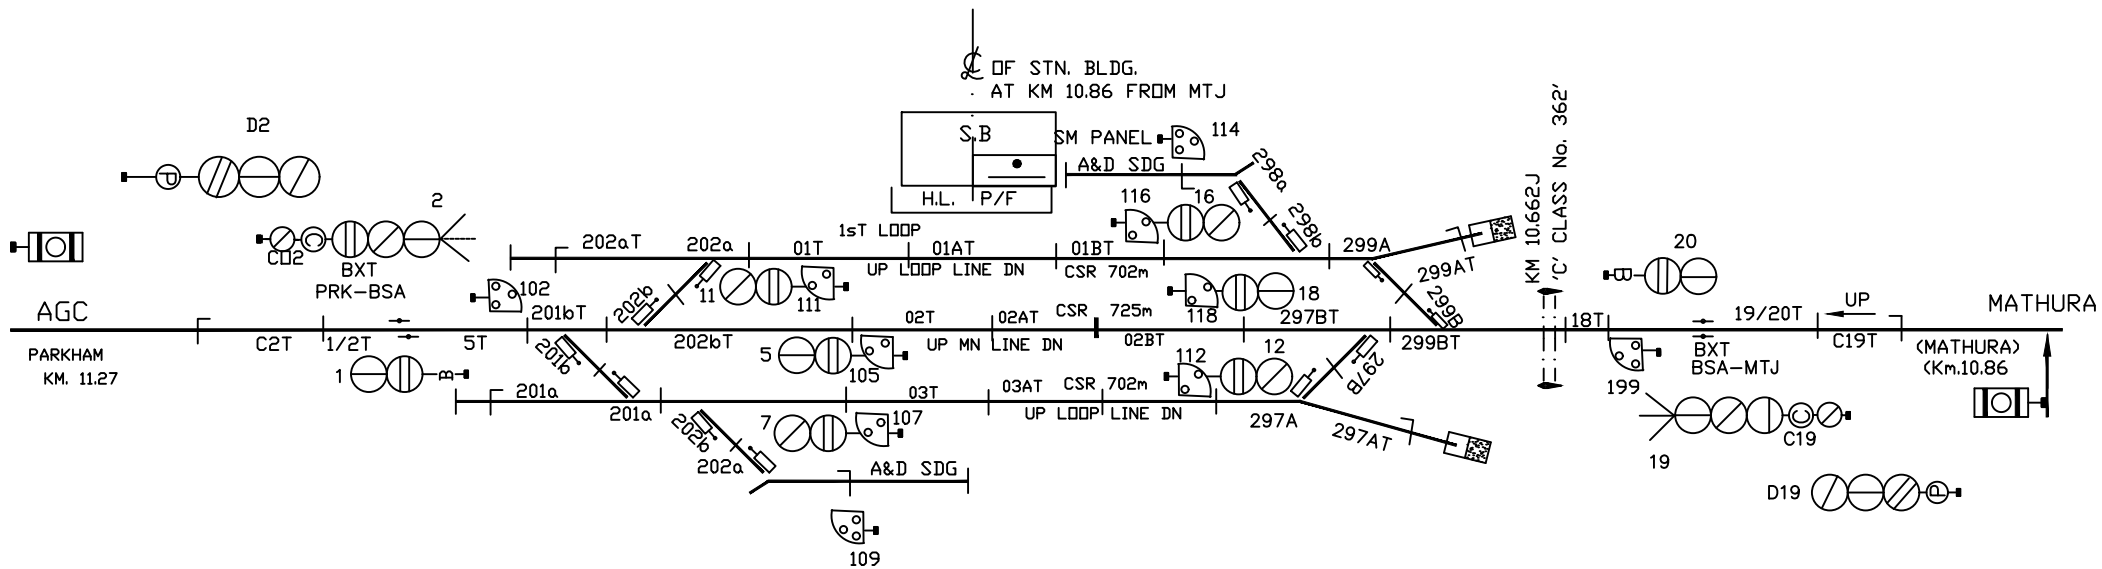 ℄ OF STN. BLDG.
AT KM 10.86 FROM MTJ
D2
S.B
SM PANEL
114
A&D SDG
298a
KM 10.662J
'C' CLASS No. 362'
P
2
H.L. P/F
116
16
298b
C02
C
BXT
PRK-BSA
202aT
202a
01T
1sT LOOP
01AT
01BT
299A
299AT
20
B
UP LOOP LINE DN
CSR 702m
102
202b
11
111
118
18
299B
AGC
201bT
02T
02AT
CSR 725m
297BT
18T
19/20T
UP
MATHURA
C2T
1/2T
5T
202bT
UP MN LINE DN
02BT
299BT
C19T
PARKHAM
KM. 11.27
201b
5
105
112
12
297B
199
BXT
BSA-MTJ
(MATHURA)
(Km.10.86
1
B
201a
201a
03T
03AT
CSR 702m
UP LOOP LINE DN
297A
297AT
202b
7
107
C
C19
19
202a
A&D SDG
D19
P
109